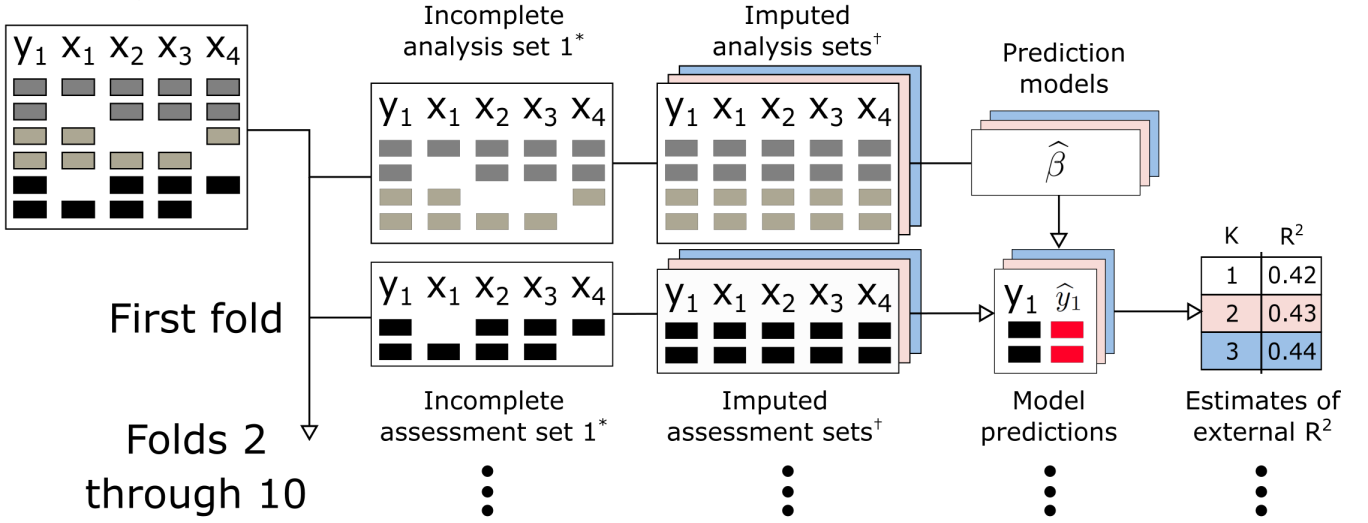 y₁ x₁ x₂ x₃ x₄
Incomplete
analysis set 1*
y₁ x₁ x₂ x₃ x₄
Imputed
analysis sets†
y₁ x₁ x₂ x₃ x₄
Prediction
models
β̂
First fold
y₁ x₁ x₂ x₃ x₄
Incomplete
assessment set 1*
y₁ x₁ x₂ x₃ x₄
Imputed
assessment sets†
y₁ ŷ₁
Model
predictions
K R²
1 0.42
2 0.43
3 0.44
Estimates of
external R²
Folds 2
through 10